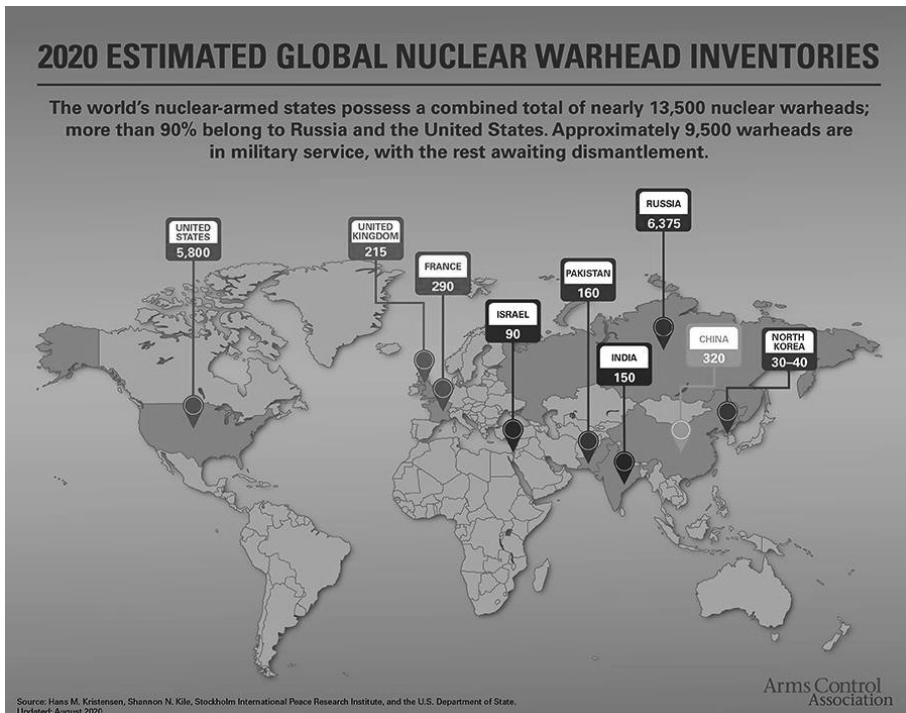 2020 ESTIMATED GLOBAL NUCLEAR WARHEAD INVENTORIES
The world's nuclear-armed states possess a combined total of nearly 13,500 nuclear warheads;
more than 90% belong to Russia and the United States. Approximately 9,500 warheads are
in military service, with the rest awaiting dismantlement.
RUSSIA
6,375
UNITED
STATES
5,800
UNITED
KINGDOM
215
FRANCE
290
PAKISTAN
160
ISRAEL
90
CHINA
320
NORTH
KOREA
30–40
INDIA
150
Arms Control
Association
Source: Hans M. Kristensen, Shannon N. Kile, Stockholm International Peace Research Institute, and the U.S. Department of State.
Updated: August 2020